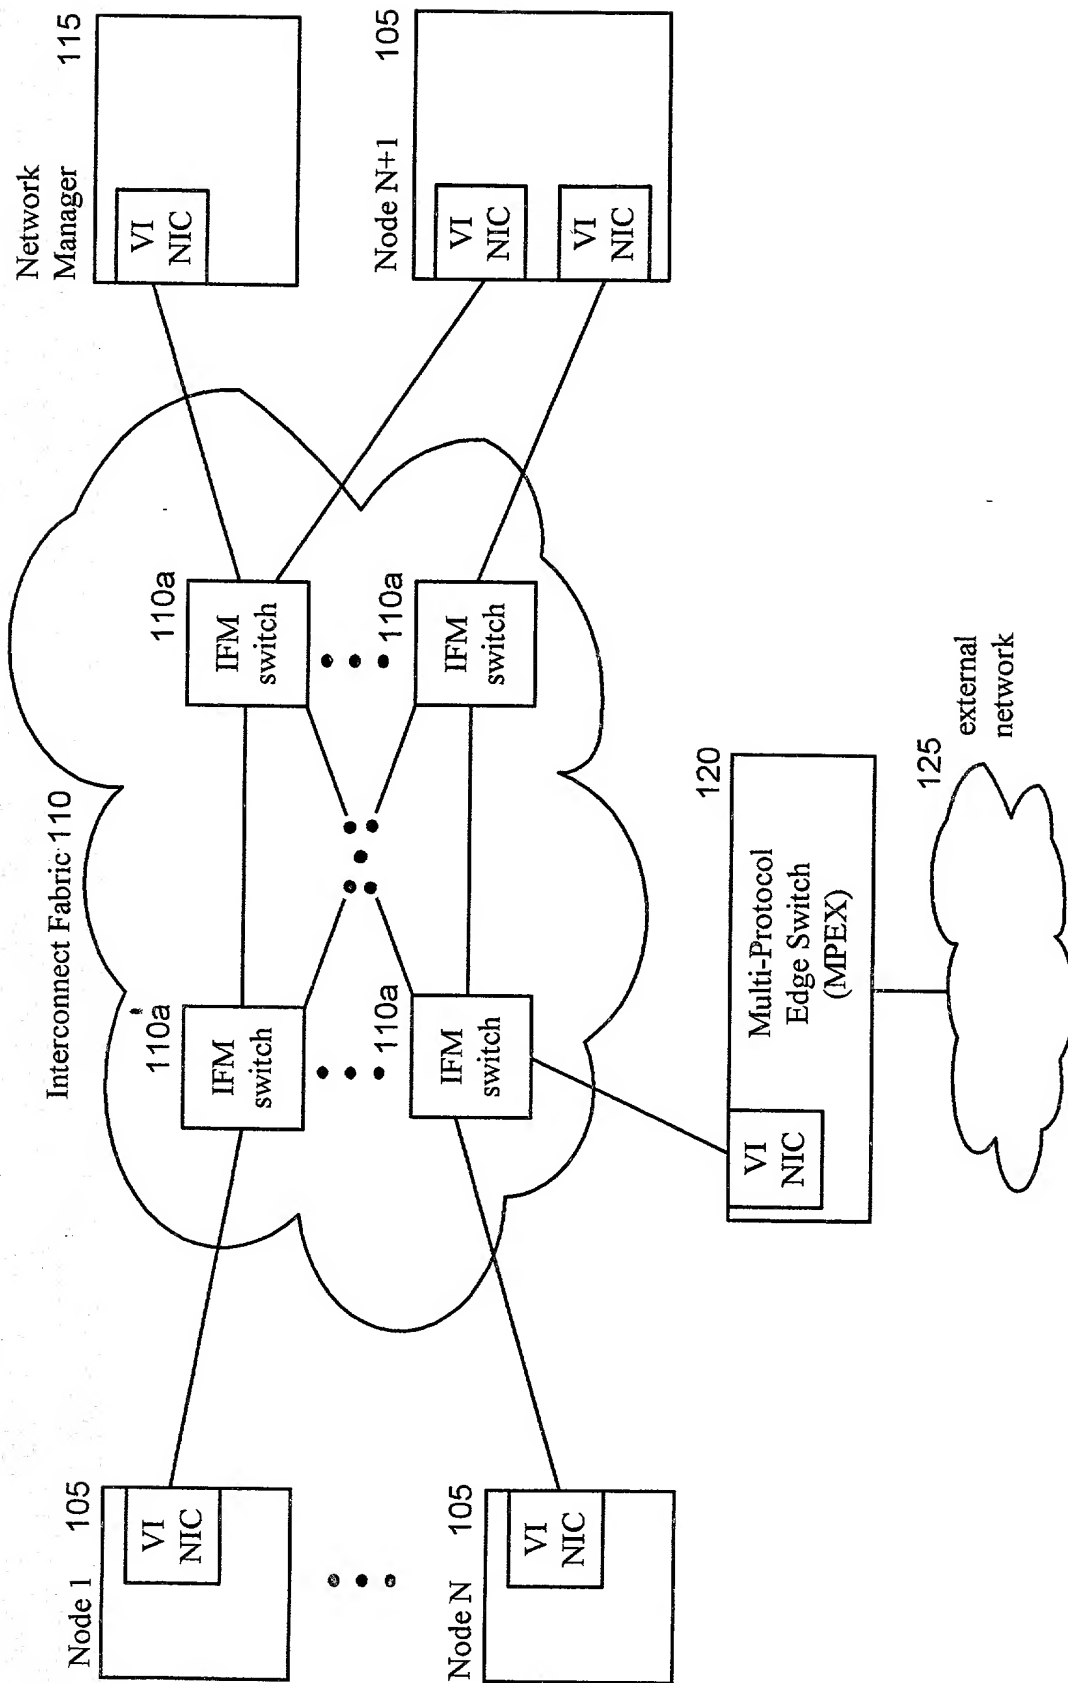 Network
Manager
115
VI
NIC
Node 1
105
VI
NIC
Interconnect Fabric 110
110a
IFM
switch
110a
IFM
switch
110a
IFM
switch
110a
IFM
switch
Node N+1
105
VI
NIC
VI
NIC
Node N
105
VI
NIC
120
VI
NIC
Multi-Protocol
Edge Switch
(MPEX)
125
external
network